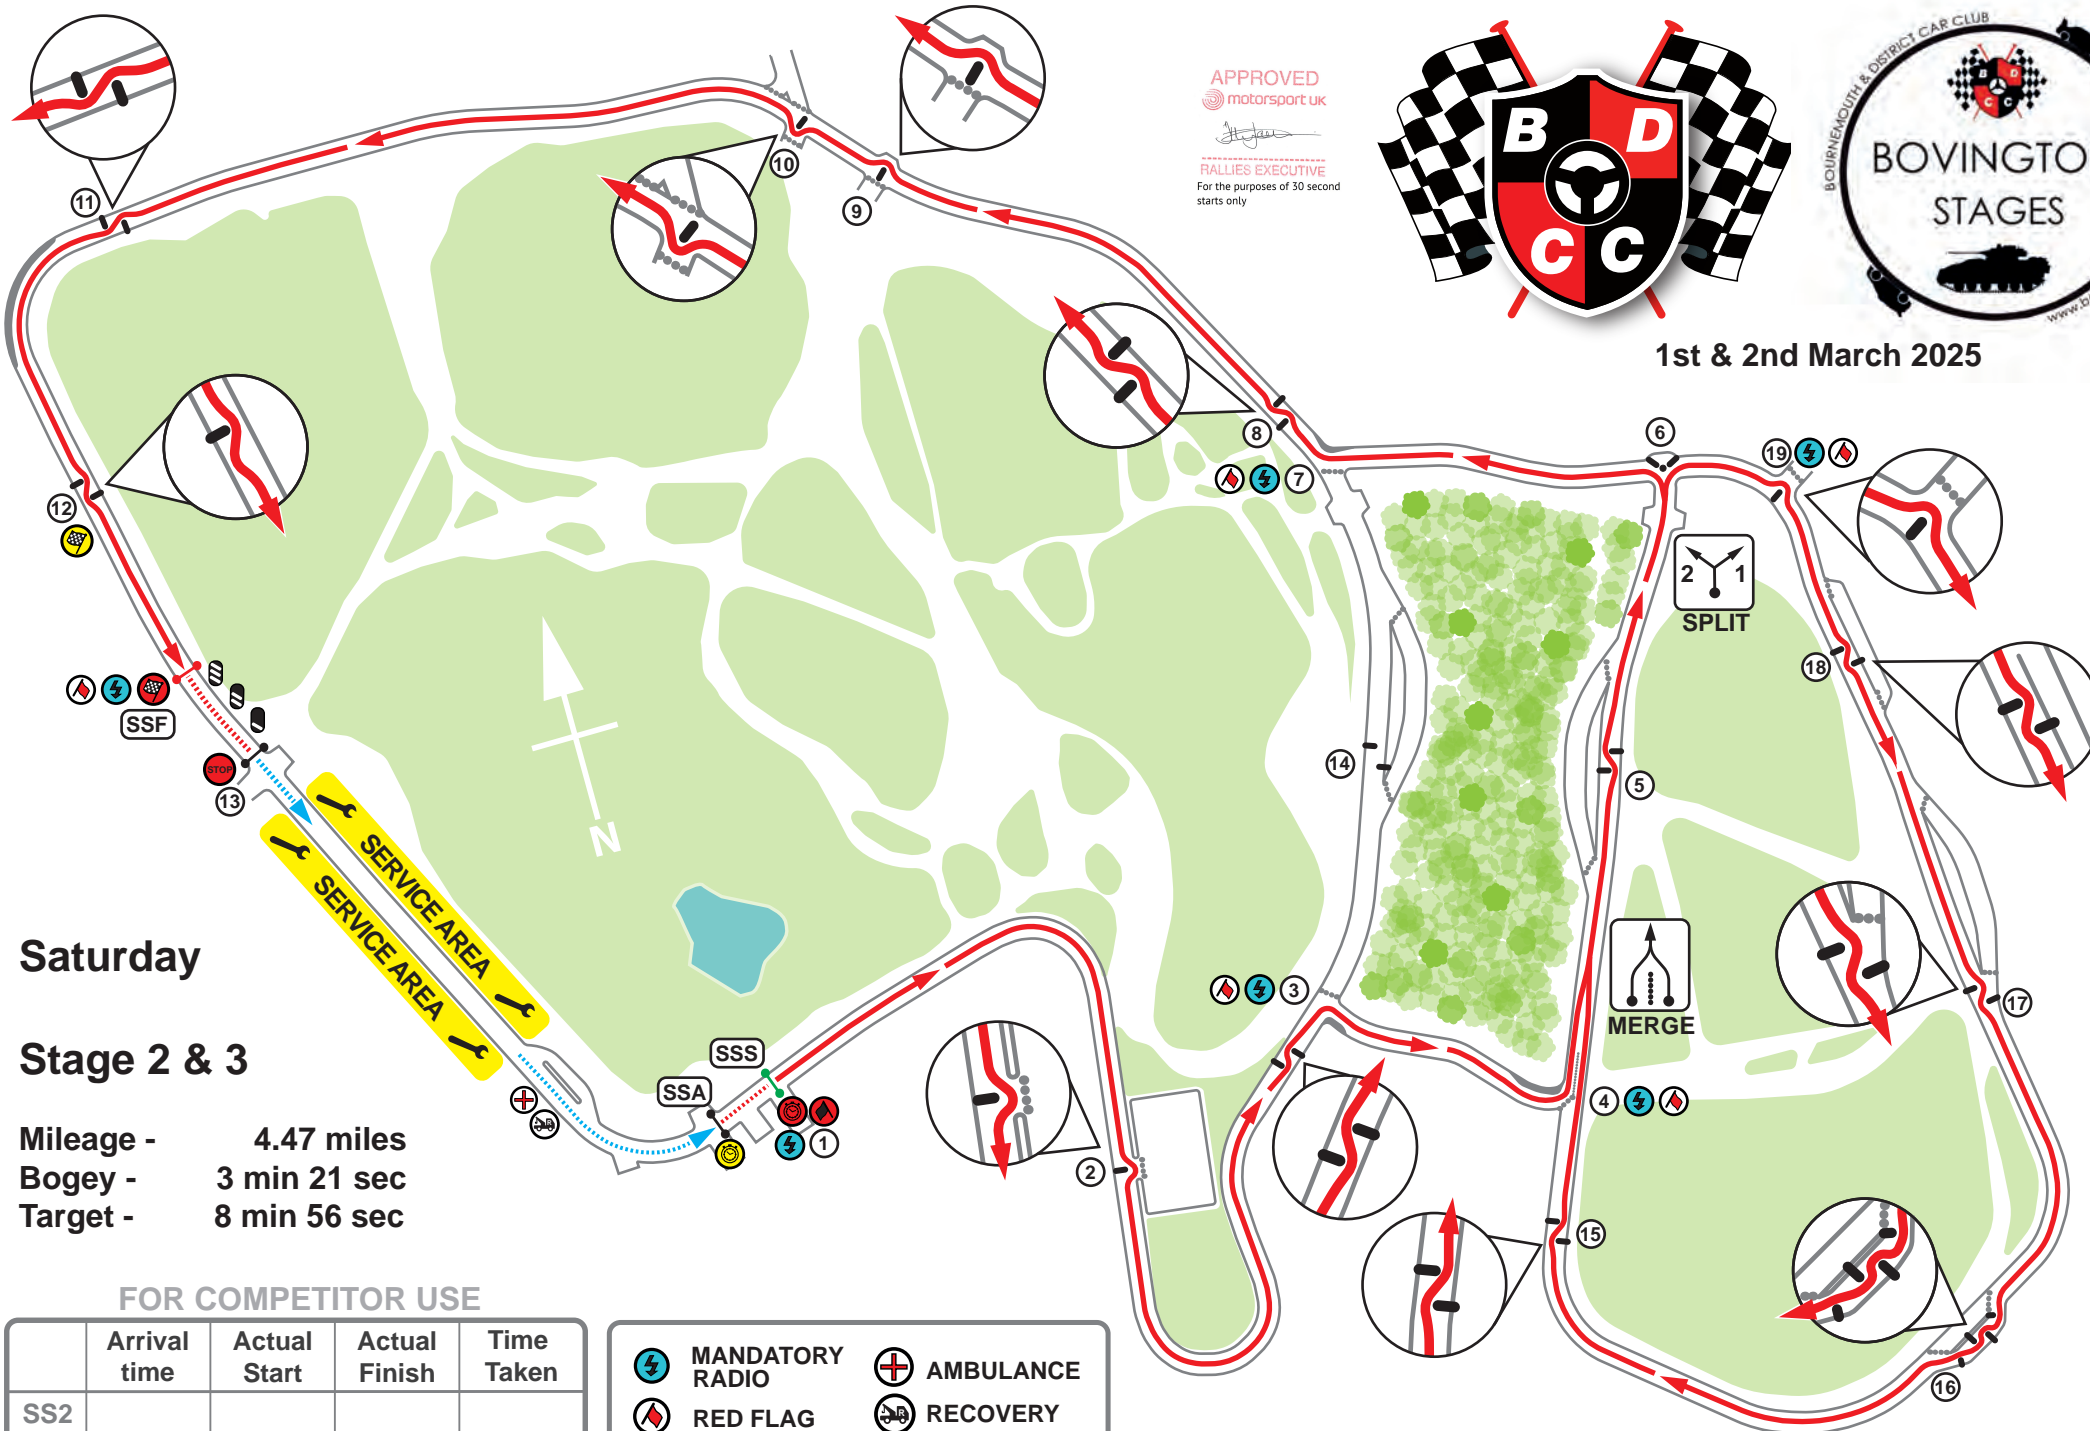 APPROVED
motorsport UK
RALLIES EXECUTIVE
For the purposes of 30 second
starts only
B D
C C
BOURNEMOUTH & DISTRICT CAR CLUB
B D
C C
BOVINGTO
STAGES
www.b
1st & 2nd March 2025
11
10
9
8
7
6
19
2 1
SPLIT
18
12
SSF
STOP
13
14
5
SERVICE AREA
SERVICE AREA
N
MERGE
17
3
4
SSS
SSA
1
2
15
16
Saturday
Stage 2 & 3
Mileage - 4.47 miles
Bogey - 3 min 21 sec
Target - 8 min 56 sec
FOR COMPETITOR USE
Arrival time Actual Start Actual Finish Time Taken
SS2
MANDATORY RADIO
AMBULANCE
RED FLAG
RECOVERY